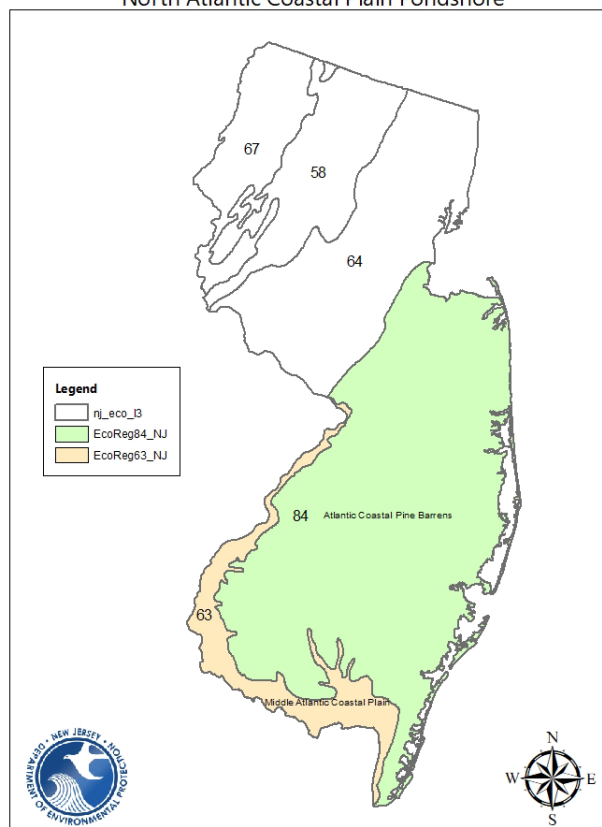 North Atlantic Coastal Plain Pondshore
67
58
64
Legend
nj_eco_l3
EcoReg84_NJ
EcoReg63_NJ
84 Atlantic Coastal Pine Barrens
63
Middle Atlantic Coastal Plain
NEW JERSEY
DEPARTMENT OF ENVIRONMENTAL PROTECTION
N
W E
S